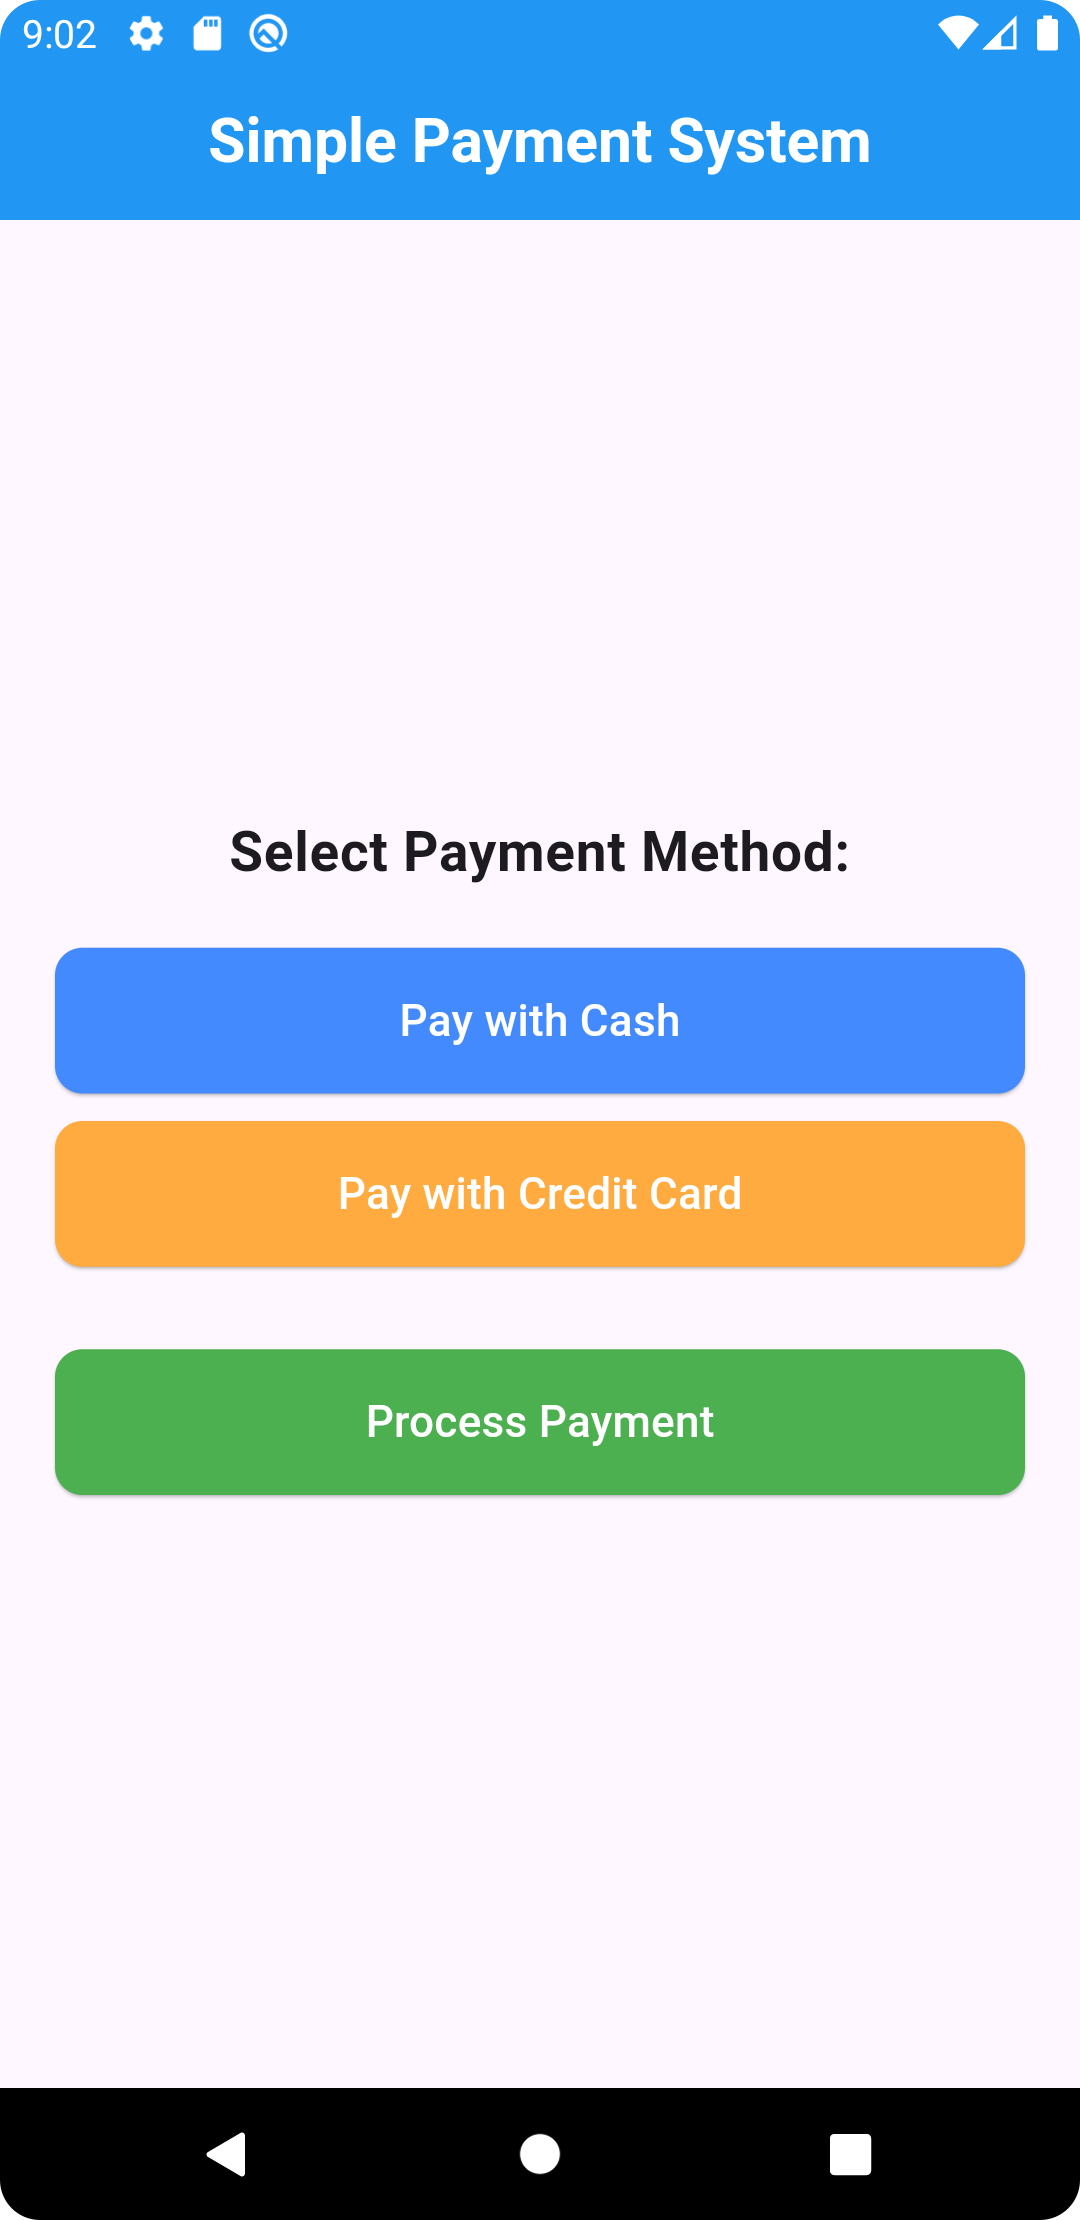 9:02
Simple Payment System
Select Payment Method:
Pay with Cash
Pay with Credit Card
Process Payment